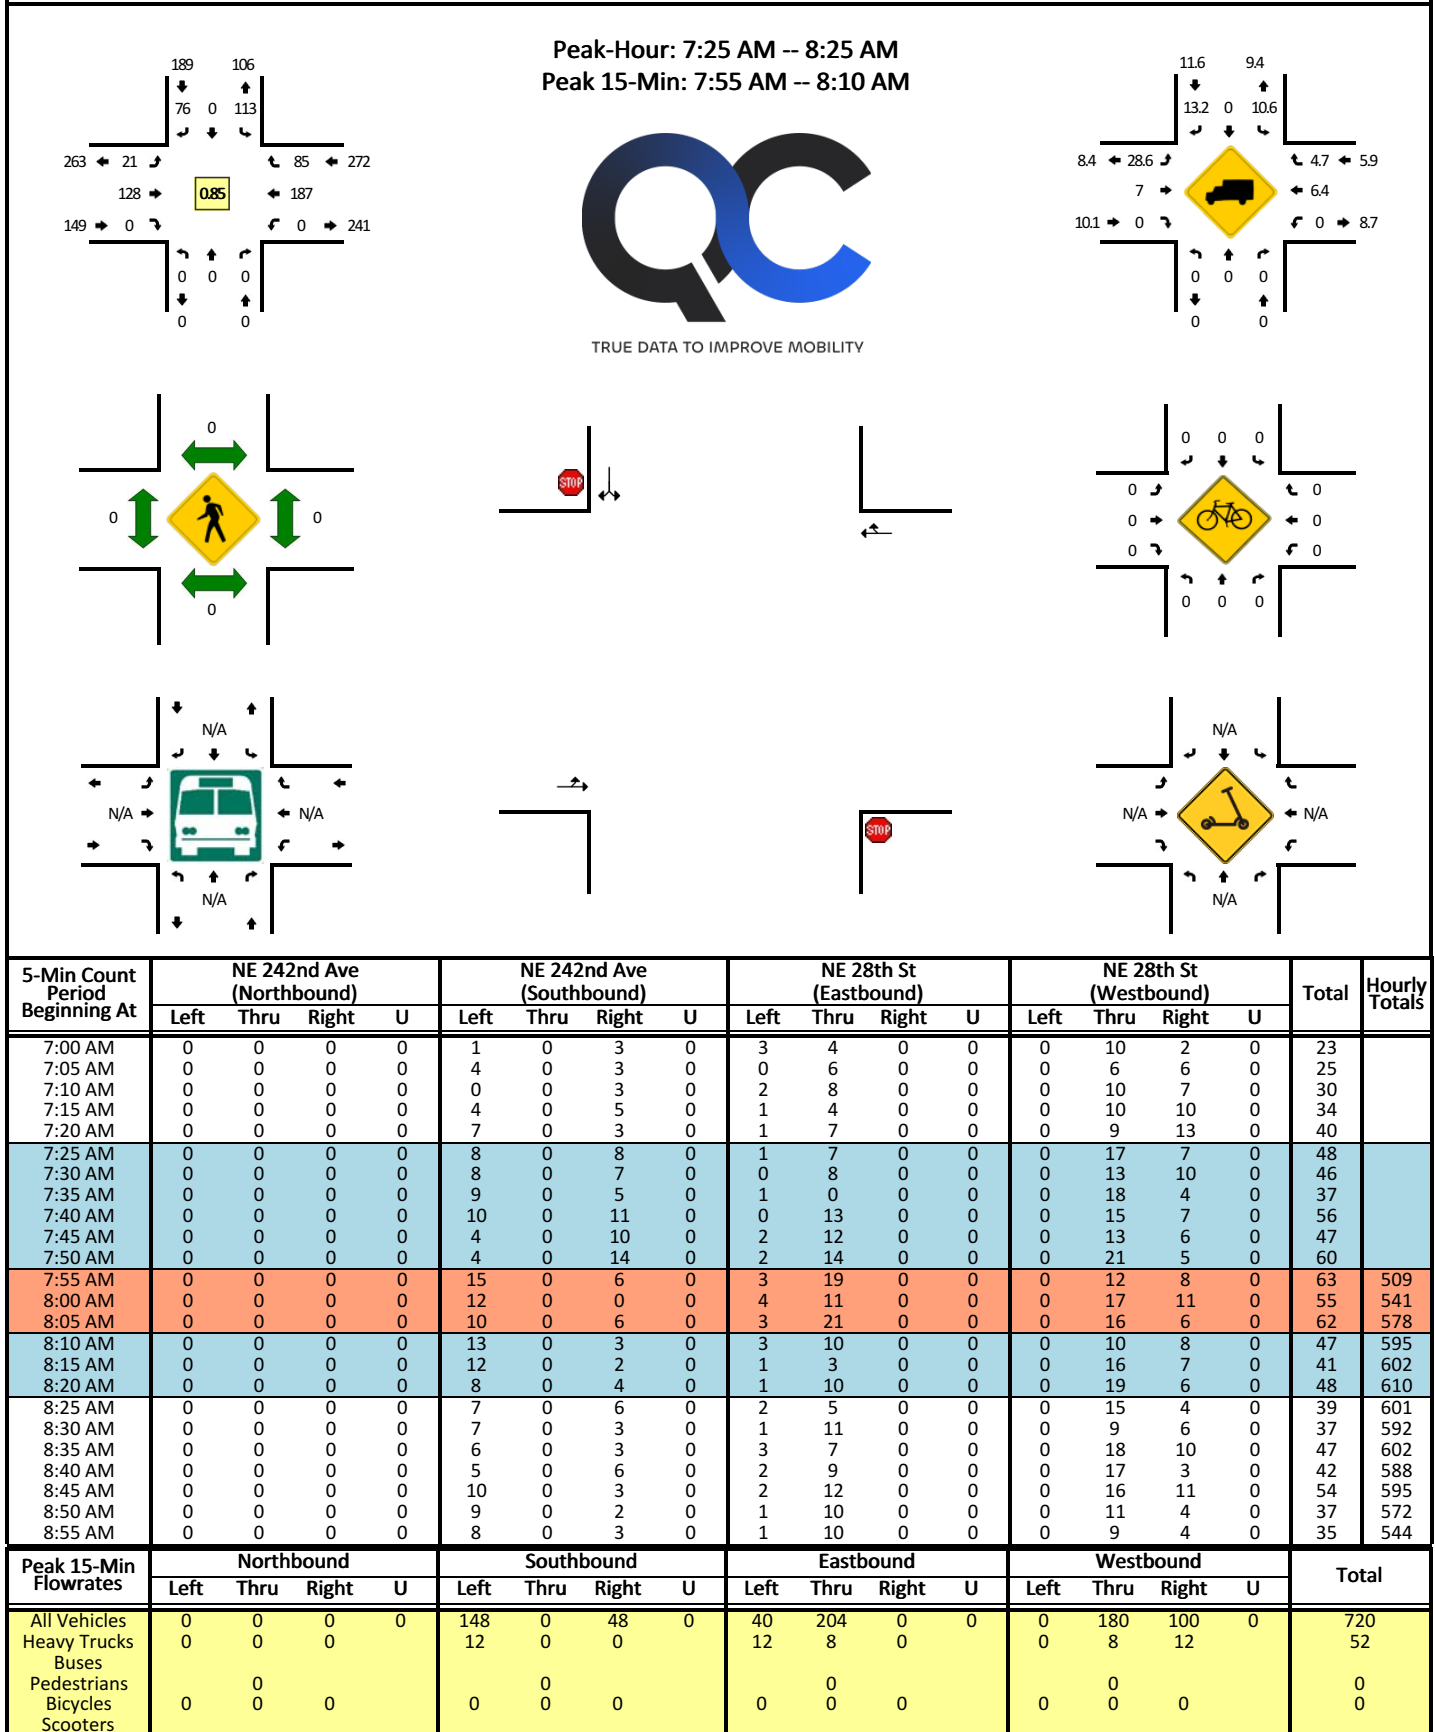 Peak-Hour: 7:25 AM -- 8:25 AM
Peak 15-Min: 7:55 AM -- 8:10 AM
189 106
76 0 113
263 21 85 272
128 0.85 187
149 0 0 241
0 0 0
0 0
TRUE DATA TO IMPROVE MOBILITY
11.6 9.4
13.2 0 10.6
8.4 28.6 4.7 5.9
7 6.4
10.1 0 0 8.7
0 0 0
0 0
0
0 0
0
STOP
0 0 0
0 0
0 0
0 0
0 0 0
N/A
N/A N/A
N/A
STOP
N/A
N/A N/A
N/A
5-Min Count Period Beginning At NE 242nd Ave (Northbound) NE 242nd Ave (Southbound) NE 28th St (Eastbound) NE 28th St (Westbound) Total Hourly Totals
Left Thru Right U Left Thru Right U Left Thru Right U Left Thru Right U
7:00 AM 0 0 0 0 1 0 3 0 3 4 0 0 0 10 2 0 23
7:05 AM 0 0 0 0 4 0 3 0 0 6 0 0 0 6 6 0 25
7:10 AM 0 0 0 0 0 0 3 0 2 8 0 0 0 10 7 0 30
7:15 AM 0 0 0 0 4 0 5 0 1 4 0 0 0 10 10 0 34
7:20 AM 0 0 0 0 7 0 3 0 1 7 0 0 0 9 13 0 40
7:25 AM 0 0 0 0 8 0 8 0 1 7 0 0 0 17 7 0 48
7:30 AM 0 0 0 0 8 0 7 0 0 8 0 0 0 13 10 0 46
7:35 AM 0 0 0 0 9 0 5 0 1 0 0 0 0 18 4 0 37
7:40 AM 0 0 0 0 10 0 11 0 0 13 0 0 0 15 7 0 56
7:45 AM 0 0 0 0 4 0 10 0 2 12 0 0 0 13 6 0 47
7:50 AM 0 0 0 0 4 0 14 0 2 14 0 0 0 21 5 0 60
7:55 AM 0 0 0 0 15 0 6 0 3 19 0 0 0 12 8 0 63 509
8:00 AM 0 0 0 0 12 0 0 0 4 11 0 0 0 17 11 0 55 541
8:05 AM 0 0 0 0 10 0 6 0 3 21 0 0 0 16 6 0 62 578
8:10 AM 0 0 0 0 13 0 3 0 3 10 0 0 0 10 8 0 47 595
8:15 AM 0 0 0 0 12 0 2 0 1 3 0 0 0 16 7 0 41 602
8:20 AM 0 0 0 0 8 0 4 0 1 10 0 0 0 19 6 0 48 610
8:25 AM 0 0 0 0 7 0 6 0 2 5 0 0 0 15 4 0 39 601
8:30 AM 0 0 0 0 7 0 3 0 1 11 0 0 0 9 6 0 37 592
8:35 AM 0 0 0 0 6 0 3 0 3 7 0 0 0 18 10 0 47 602
8:40 AM 0 0 0 0 5 0 6 0 2 9 0 0 0 17 3 0 42 588
8:45 AM 0 0 0 0 10 0 3 0 2 12 0 0 0 16 11 0 54 595
8:50 AM 0 0 0 0 9 0 2 0 1 10 0 0 0 11 4 0 37 572
8:55 AM 0 0 0 0 8 0 3 0 1 10 0 0 0 9 4 0 35 544
Peak 15-Min Flowrates Northbound Southbound Eastbound Westbound Total
Left Thru Right U Left Thru Right U Left Thru Right U Left Thru Right U
All Vehicles 0 0 0 0 148 0 48 0 40 204 0 0 0 180 100 0 720
Heavy Trucks 0 0 0 12 0 0 12 8 0 0 8 12 52
Buses
Pedestrians 0 0 0 0 0
Bicycles 0 0 0 0 0 0 0 0 0 0 0 0 0
Scooters